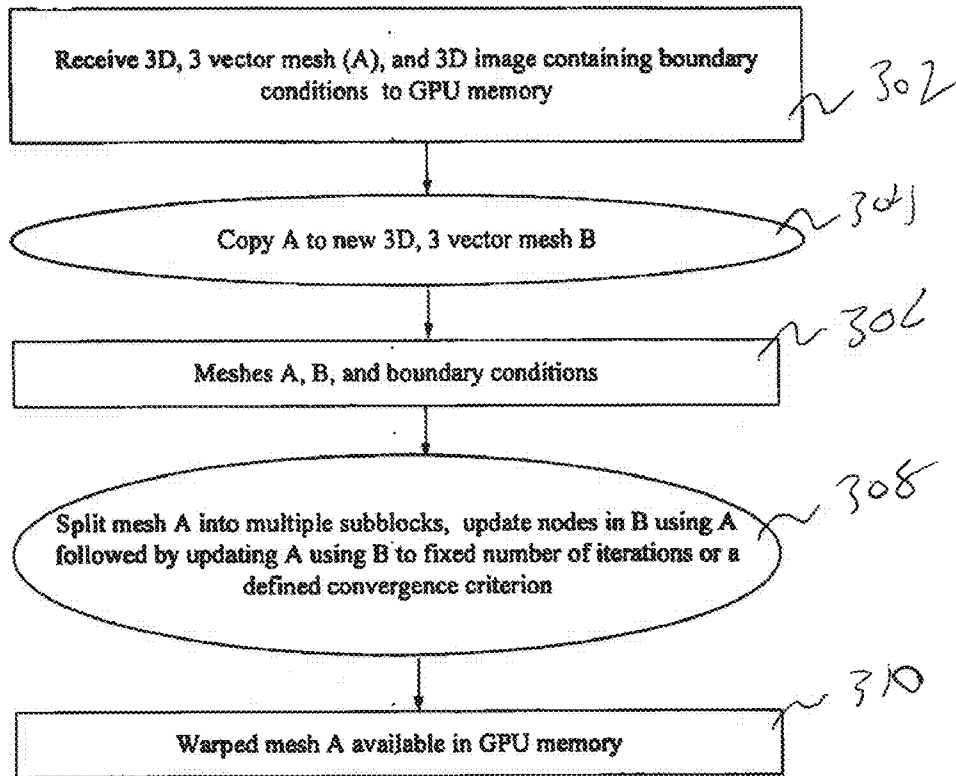 Receive 3D, 3 vector mesh (A), and 3D image containing boundary
conditions to GPU memory
302
Copy A to new 3D, 3 vector mesh B
304
Meshes A, B, and boundary conditions
306
Split mesh A into multiple subblocks, update nodes in B using A
followed by updating A using B to fixed number of iterations or a
defined convergence criterion
308
Warped mesh A available in GPU memory
310